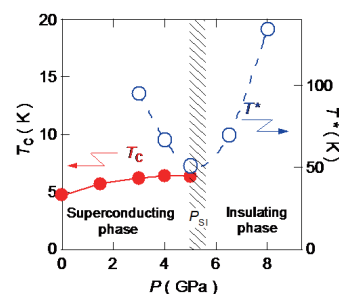 20
15
10
5
0
T_C (K)
100
50
0
T* (K)
T*
T_C
P_SI
Superconducting
phase
Insulating
phase
0 2 4 6 8 10
P (GPa)